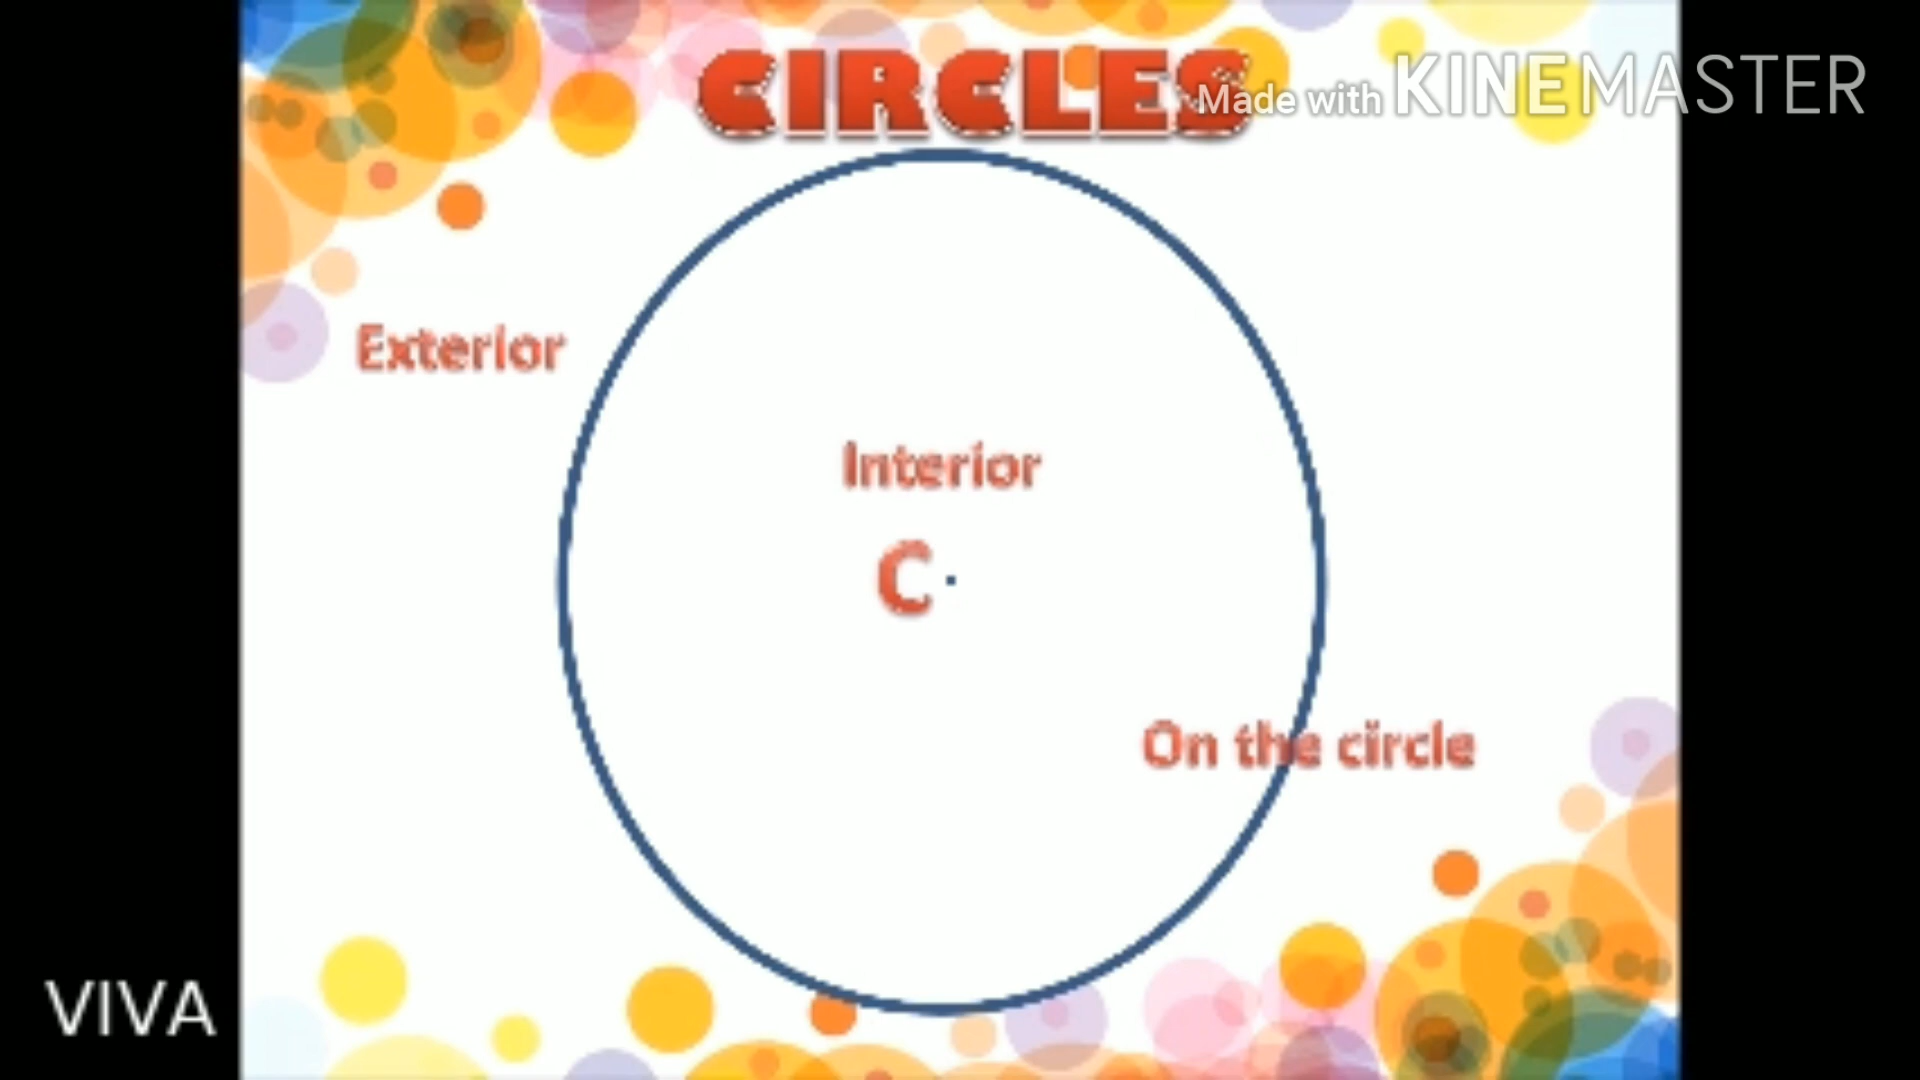 CIRCLES
Made with KINEMASTER
Exterior
Interior
C
On the circle
VIVA